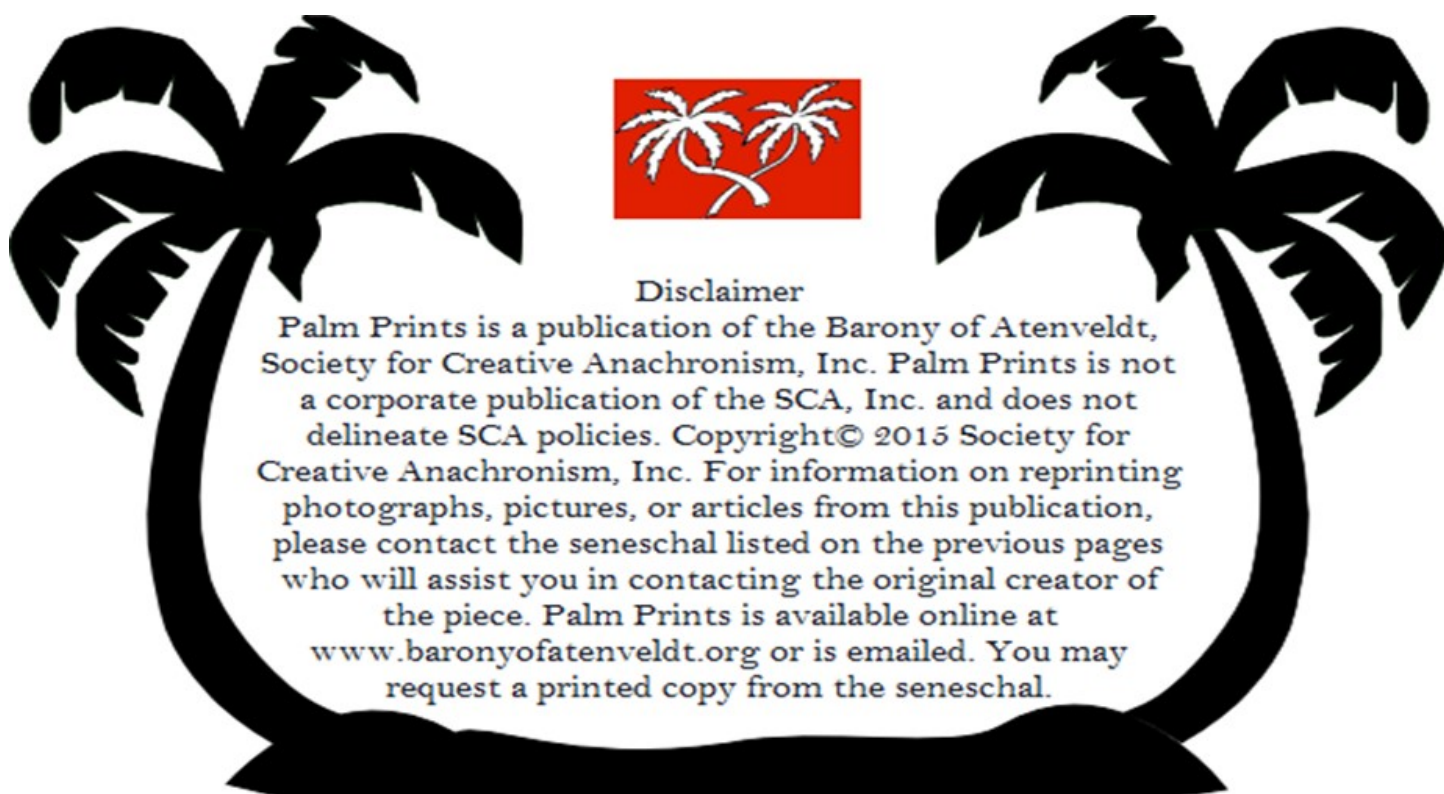 Disclaimer
Palm Prints is a publication of the Barony of Atenveldt,
Society for Creative Anachronism, Inc. Palm Prints is not
a corporate publication of the SCA, Inc. and does not
delineate SCA policies. Copyright© 2015 Society for
Creative Anachronism, Inc. For information on reprinting
photographs, pictures, or articles from this publication,
please contact the seneschal listed on the previous pages
who will assist you in contacting the original creator of
the piece. Palm Prints is available online at
www.baronyofatenveldt.org or is emailed. You may
request a printed copy from the seneschal.